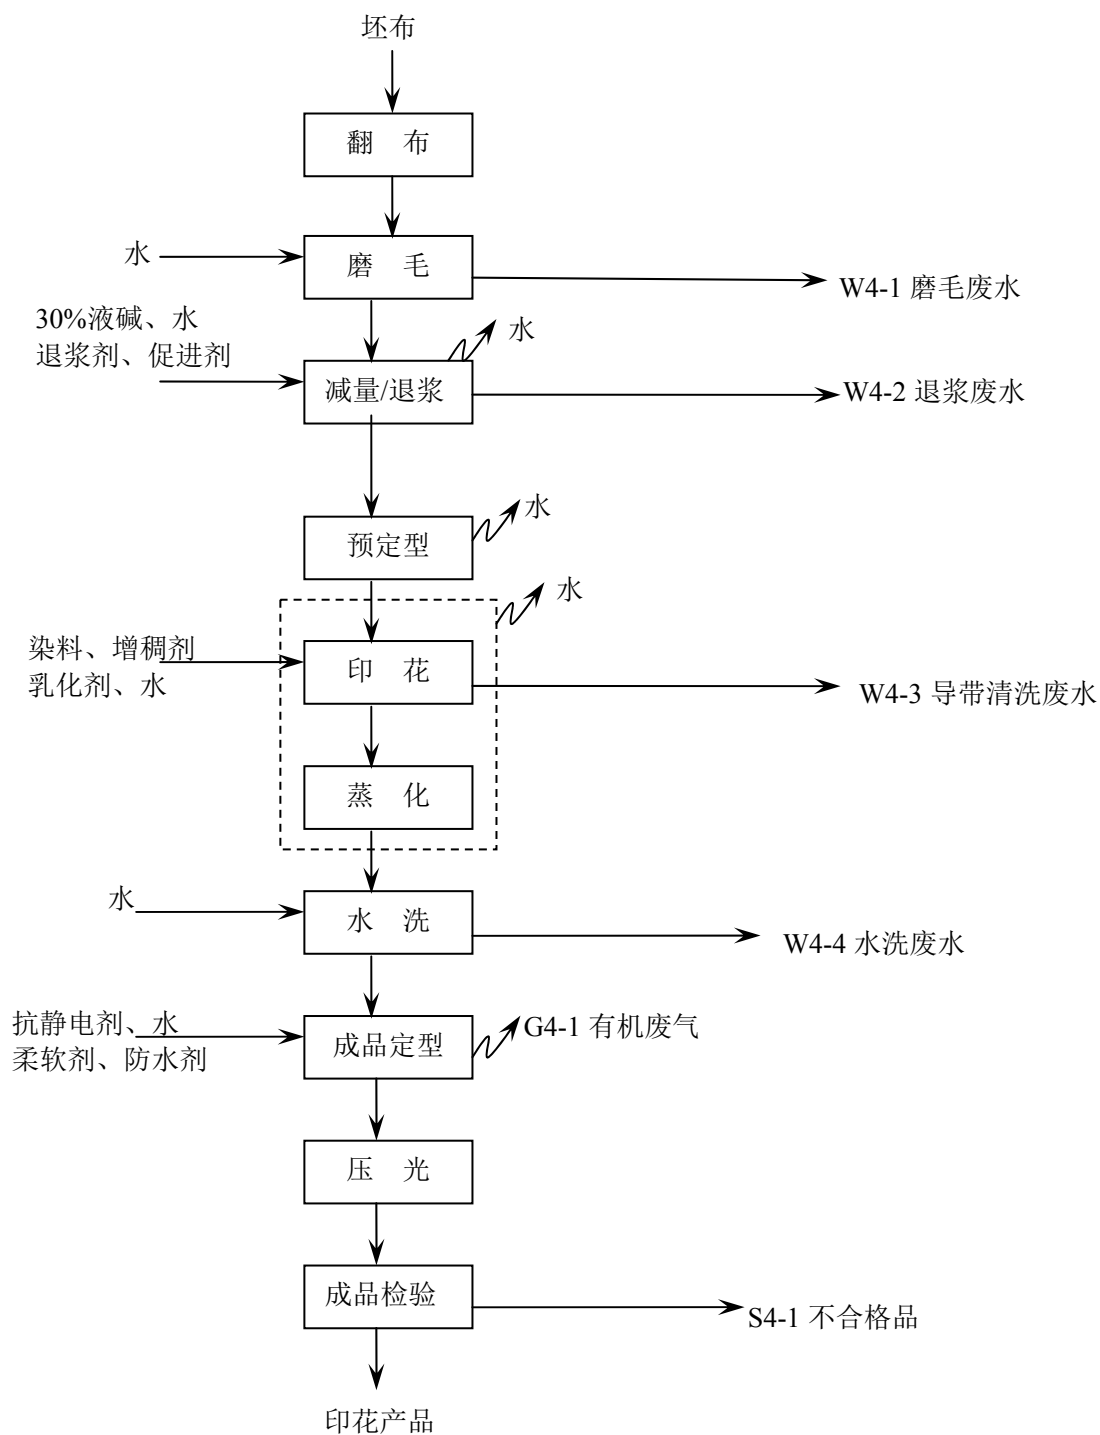 坯布
翻 布
水
磨 毛
W4-1 磨毛废水
30%液碱、水
退浆剂、促进剂
水
减量/退浆
W4-2 退浆废水
水
预定型
水
染料、增稠剂
乳化剂、水
印 花
W4-3 导带清洗废水
蒸 化
水
水 洗
W4-4 水洗废水
抗静电剂、水
柔软剂、防水剂
成品定型
G4-1 有机废气
压 光
成品检验
S4-1 不合格品
印花产品